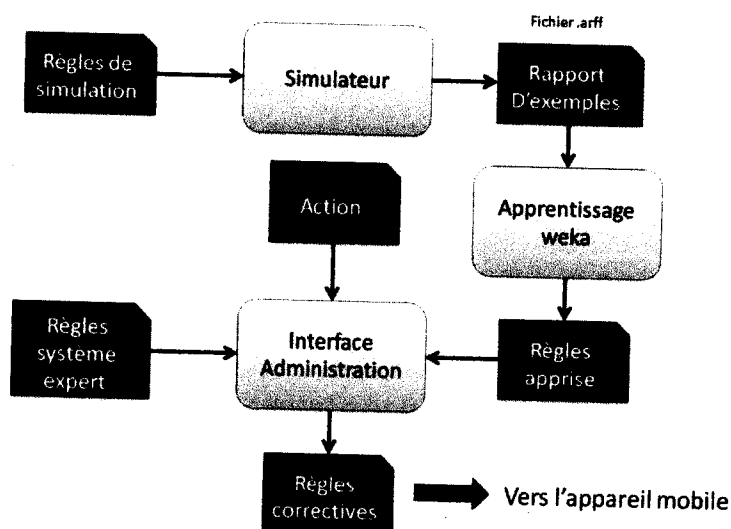 Fichier .arff
Règles de
simulation
Simulateur
Rapport
D'exemples
Action
Apprentissage
weka
Règles
système
expert
Interface
Administration
Règles
apprise
Règles
correctives
Vers l'appareil mobile